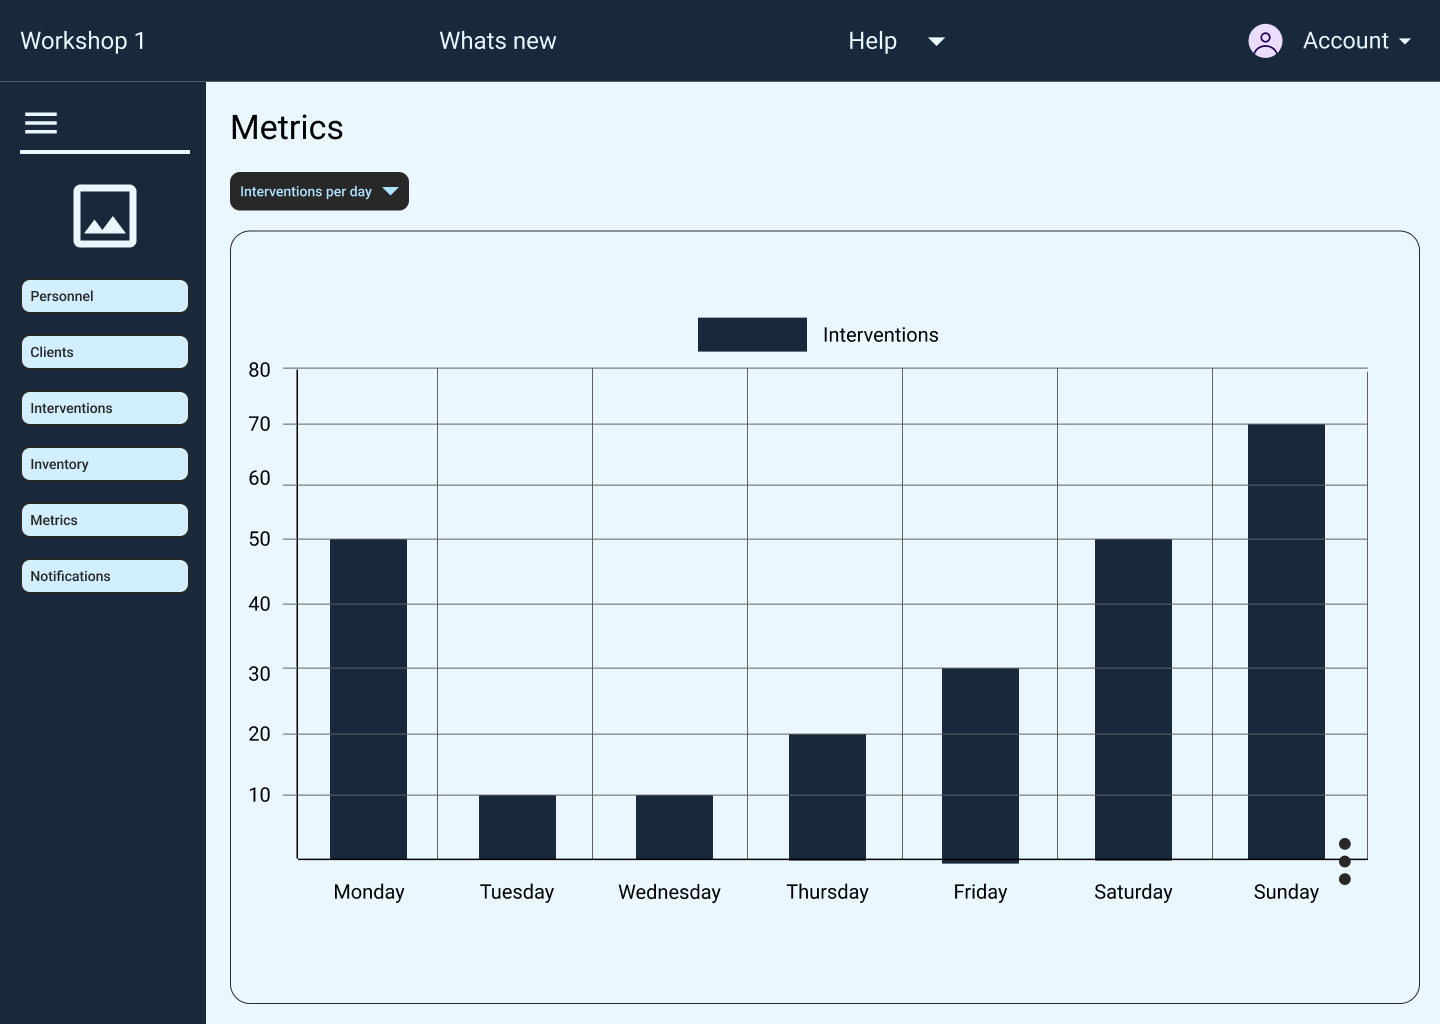 Workshop 1
Whats new
Help
Account
Metrics
Interventions per day
Personnel
Clients
Interventions
Inventory
Metrics
Notifications
Interventions
80
70
60
50
40
30
20
10
Monday Tuesday Wednesday Thursday Friday Saturday Sunday